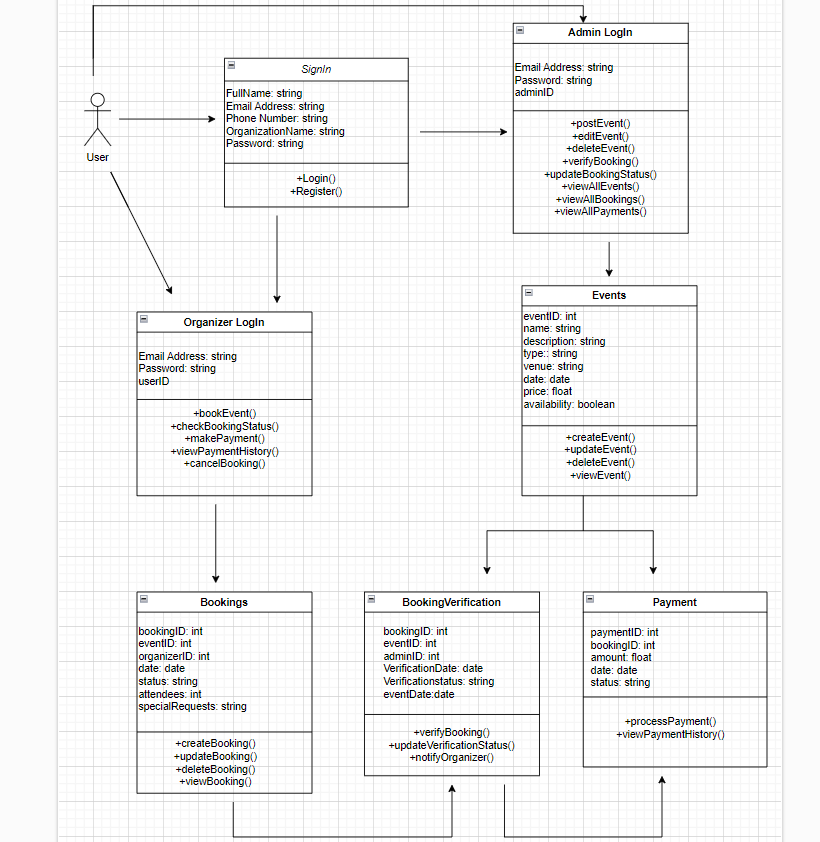 Admin LogIn
Email Address: string
Password: string
adminID
+postEvent()
+editEvent()
+deleteEvent()
+verifyBooking()
+updateBookingStatus()
+viewAllEvents()
+viewAllBookings()
+viewAllPayments()
SignIn
FullName: string
Email Address: string
Phone Number: string
OrganizationName: string
Password: string
+Login()
+Register()
User
Organizer LogIn
Email Address: string
Password: string
userID
+bookEvent()
+checkBookingStatus()
+makePayment()
+viewPaymentHistory()
+cancelBooking()
Events
eventID: int
name: string
description: string
type:: string
venue: string
date: date
price: float
availability: boolean
+createEvent()
+updateEvent()
+deleteEvent()
+viewEvent()
Bookings
bookingID: int
eventID: int
organizerID: int
date: date
status: string
attendees: int
specialRequests: string
+createBooking()
+updateBooking()
+deleteBooking()
+viewBooking()
BookingVerification
bookingID: int
eventID: int
adminID: int
VerificationDate: date
Verificationstatus: string
eventDate:date
+verifyBooking()
+updateVerificationStatus()
+notifyOrganizer()
Payment
paymentID: int
bookingID: int
amount: float
date: date
status: string
+processPayment()
+viewPaymentHistory()